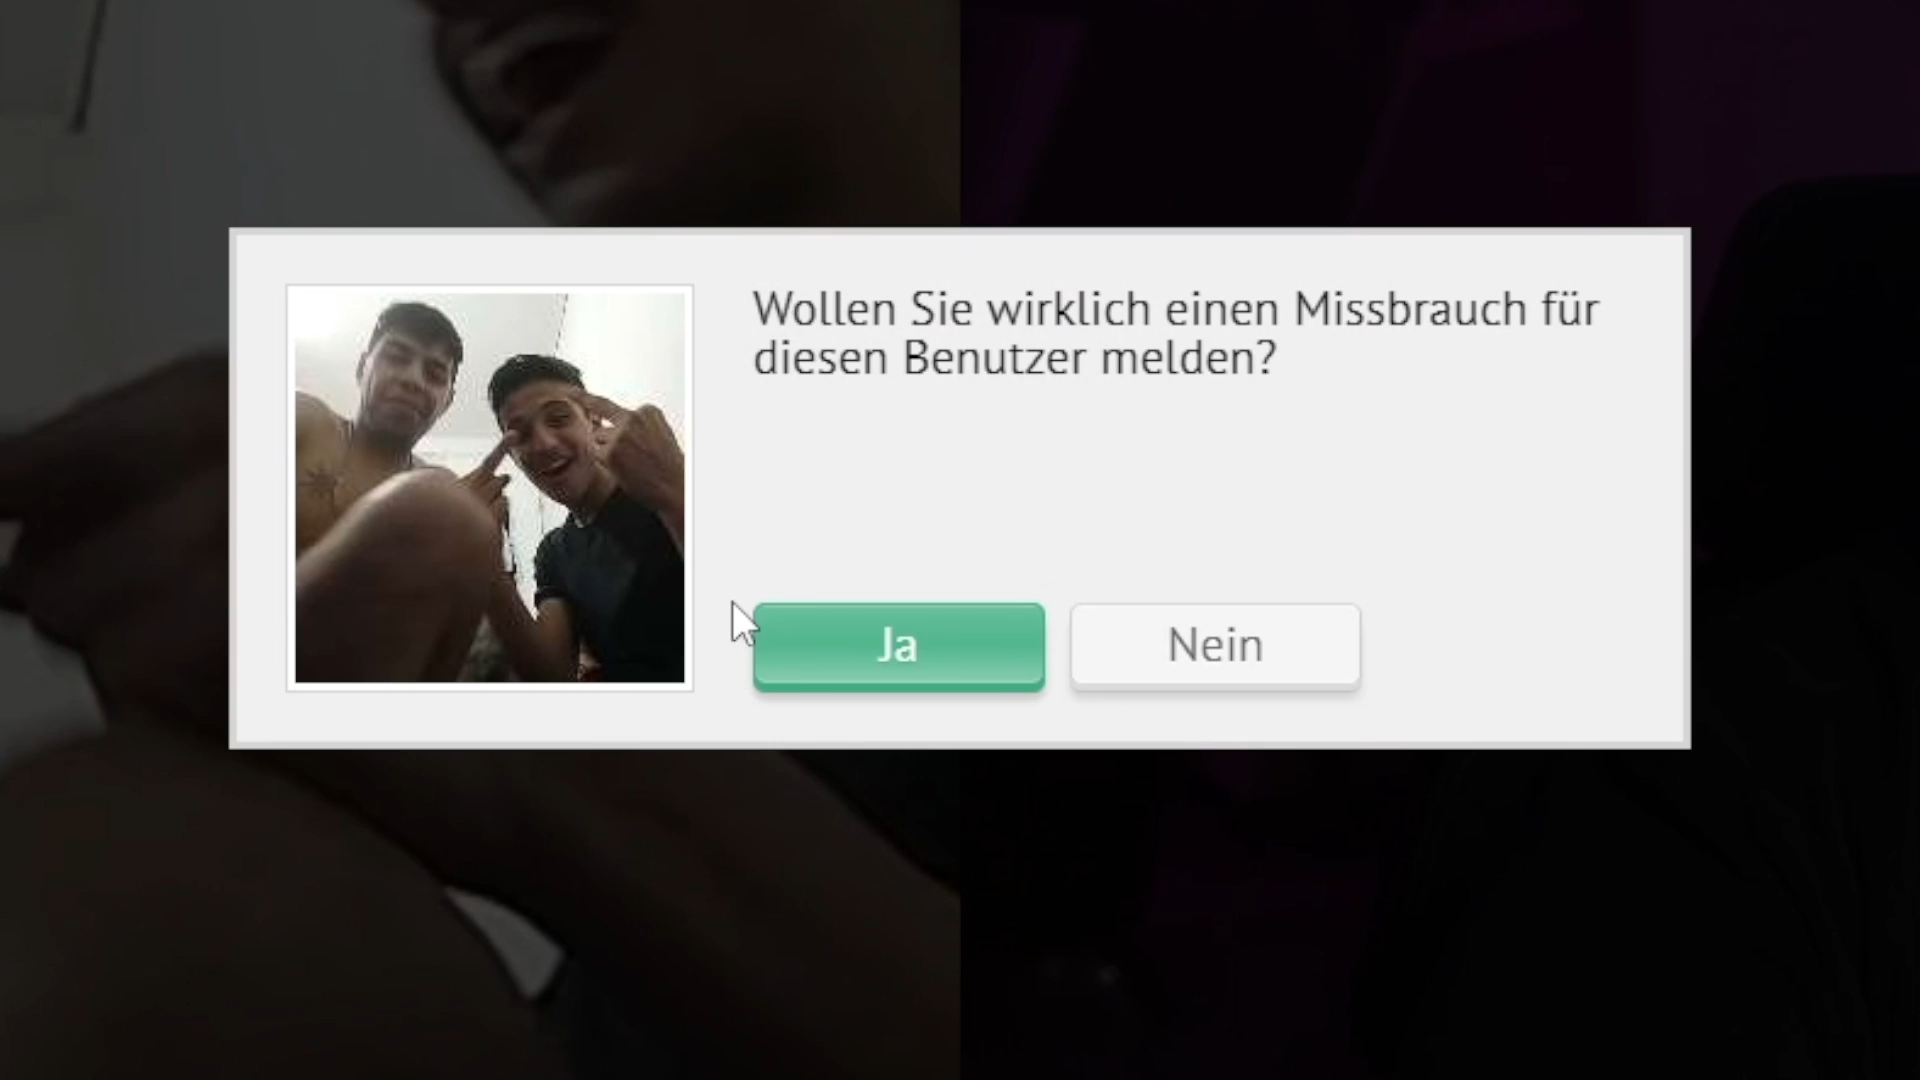 Wollen Sie wirklich einen Missbrauch für
diesen Benutzer melden?
Ja
Nein